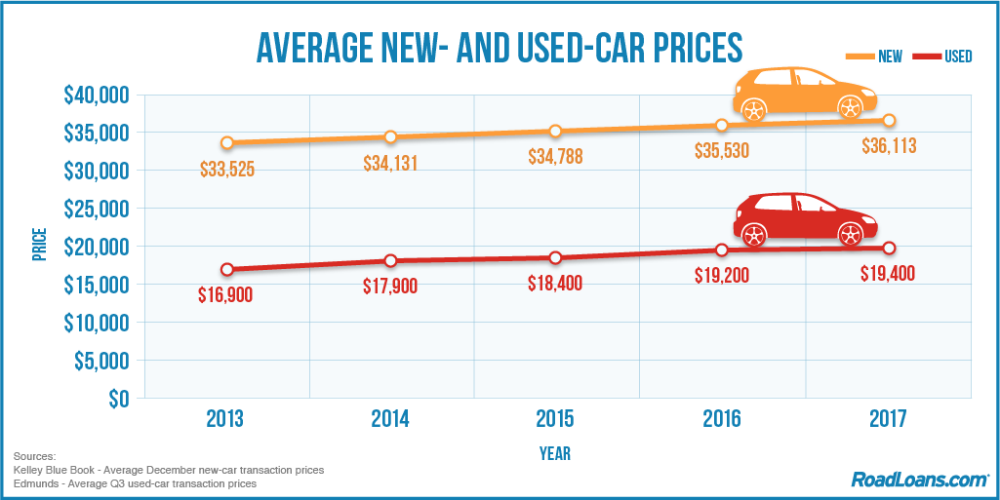 AVERAGE NEW- AND USED-CAR PRICES
NEW USED
$40,000
$35,000
$30,000
$25,000
$20,000
$15,000
$10,000
$5,000
$0
PRICE
$33,525 $34,131 $34,788 $35,530 $36,113
$16,900 $17,900 $18,400 $19,200 $19,400
2013 2014 2015 2016 2017
YEAR
Sources:
Kelley Blue Book - Average December new-car transaction prices
Edmunds - Average Q3 used-car transaction prices
RoadLoans.com